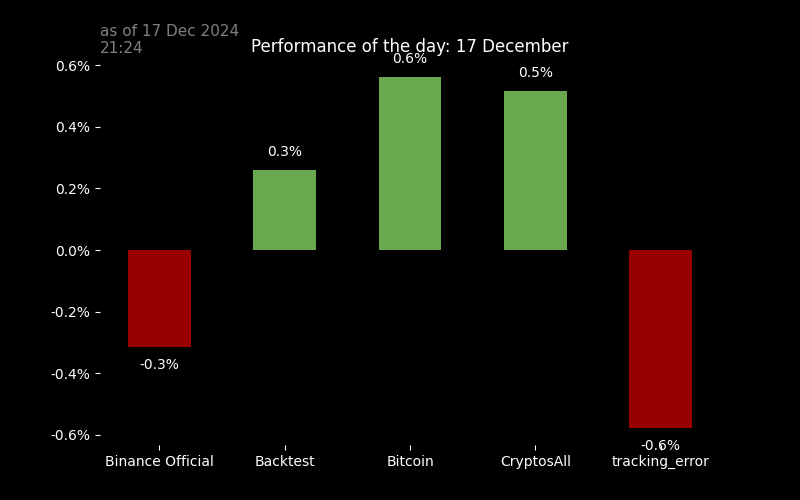 as of 17 Dec 2024
21:24
Performance of the day: 17 December
0.6%
0.4%
0.2%
0.0%
-0.2%
-0.4%
-0.6%
-0.3%
0.3%
0.6%
0.5%
-0.6%
Binance Official
Backtest
Bitcoin
CryptosAll
tracking_error